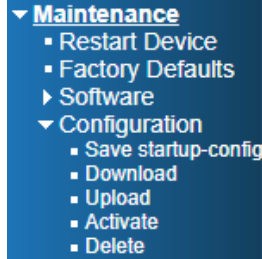 Maintenance
Restart Device
Factory Defaults
Software
Configuration
Save startup-config
Download
Upload
Activate
Delete